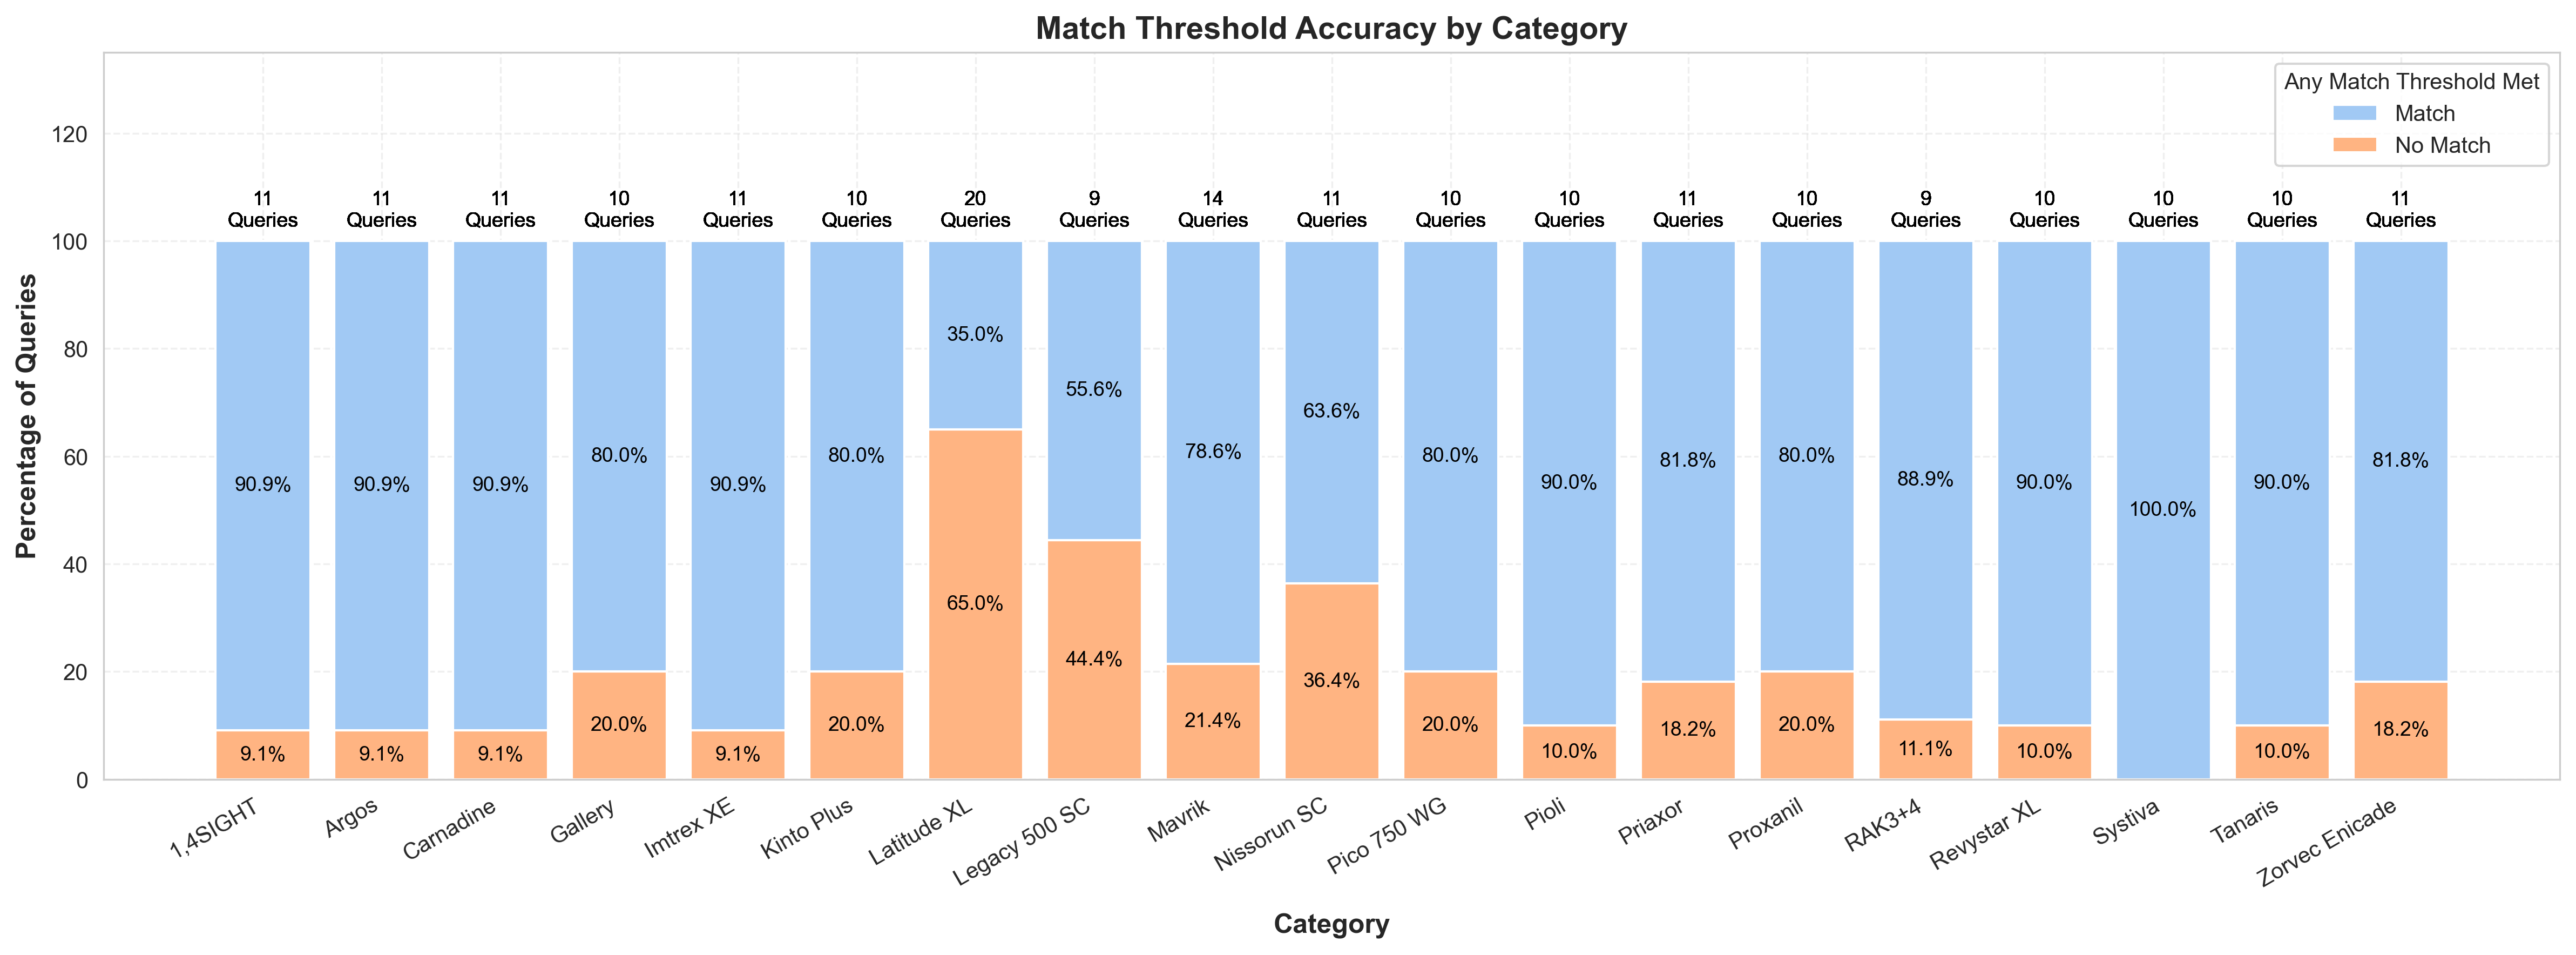 Match Threshold Accuracy by Category
Any Match Threshold Met
Match
No Match
Percentage of Queries
120
100
80
60
40
20
0
11
Queries
11
Queries
11
Queries
10
Queries
11
Queries
10
Queries
20
Queries
9
Queries
14
Queries
11
Queries
10
Queries
10
Queries
11
Queries
10
Queries
9
Queries
10
Queries
10
Queries
10
Queries
11
Queries
90.9%
90.9%
90.9%
80.0%
90.9%
80.0%
35.0%
55.6%
78.6%
63.6%
80.0%
90.0%
81.8%
80.0%
88.9%
90.0%
100.0%
90.0%
81.8%
9.1%
9.1%
9.1%
20.0%
9.1%
20.0%
65.0%
44.4%
21.4%
36.4%
20.0%
10.0%
18.2%
20.0%
11.1%
10.0%
10.0%
18.2%
1,4SIGHT
Argos
Carnadine
Gallery
Imtrex XE
Kinto Plus
Latitude XL
Legacy 500 SC
Mavrik
Nissorun SC
Pico 750 WG
Pioli
Priaxor
Proxanil
RAK3+4
Revystar XL
Systiva
Tanaris
Zorvec Enicade
Category